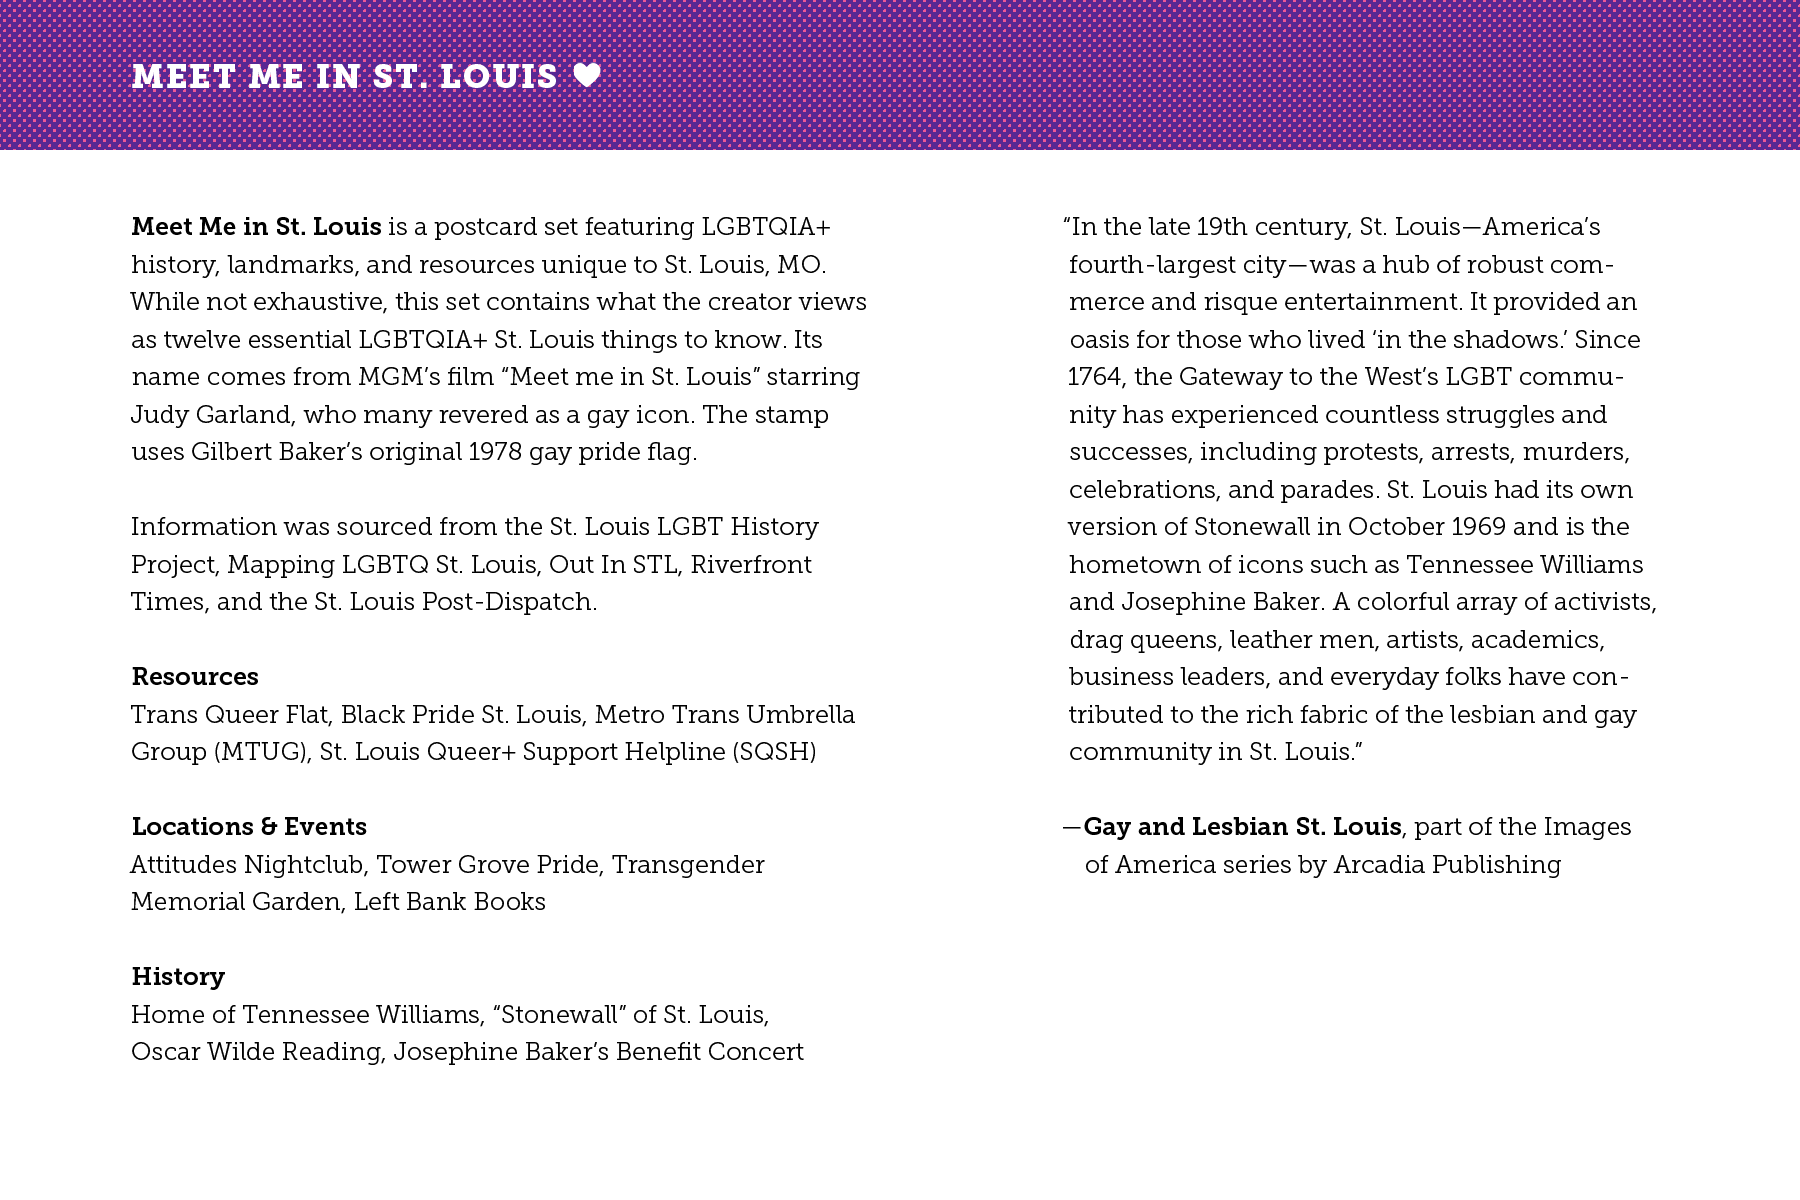 MEET ME IN ST. LOUIS ♥
Meet Me in St. Louis is a postcard set featuring LGBTQIA+
history, landmarks, and resources unique to St. Louis, MO.
While not exhaustive, this set contains what the creator views
as twelve essential LGBTQIA+ St. Louis things to know. Its
name comes from MGM’s film “Meet me in St. Louis” starring
Judy Garland, who many revered as a gay icon. The stamp
uses Gilbert Baker’s original 1978 gay pride flag.
Information was sourced from the St. Louis LGBT History
Project, Mapping LGBTQ St. Louis, Out In STL, Riverfront
Times, and the St. Louis Post-Dispatch.
Resources
Trans Queer Flat, Black Pride St. Louis, Metro Trans Umbrella
Group (MTUG), St. Louis Queer+ Support Helpline (SQSH)
Locations & Events
Attitudes Nightclub, Tower Grove Pride, Transgender
Memorial Garden, Left Bank Books
History
Home of Tennessee Williams, “Stonewall” of St. Louis,
Oscar Wilde Reading, Josephine Baker’s Benefit Concert
“In the late 19th century, St. Louis—America’s
fourth-largest city—was a hub of robust com-
merce and risque entertainment. It provided an
oasis for those who lived ‘in the shadows.’ Since
1764, the Gateway to the West’s LGBT commu-
nity has experienced countless struggles and
successes, including protests, arrests, murders,
celebrations, and parades. St. Louis had its own
version of Stonewall in October 1969 and is the
hometown of icons such as Tennessee Williams
and Josephine Baker. A colorful array of activists,
drag queens, leather men, artists, academics,
business leaders, and everyday folks have con-
tributed to the rich fabric of the lesbian and gay
community in St. Louis.”
—Gay and Lesbian St. Louis, part of the Images
of America series by Arcadia Publishing